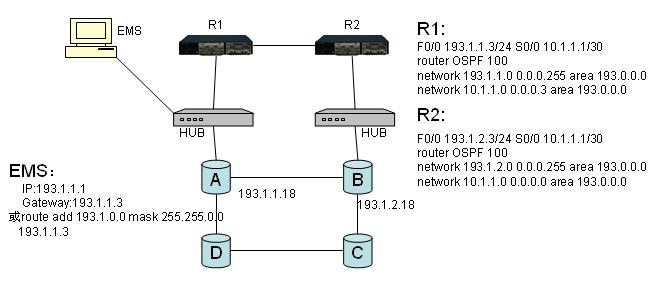 EMS
R1
R2
HUB
HUB
A
B
193.1.1.18
193.1.2.18
D
C
EMS：
IP:193.1.1.1
Gateway:193.1.1.3
或route add 193.1.0.0 mask 255.255.0.0
193.1.1.3
R1:
F0/0 193.1.1.3/24 S0/0 10.1.1.1/30
router OSPF 100
network 193.1.1.0 0.0.0.255 area 193.0.0.0
network 10.1.1.0 0.0.0.3 area 193.0.0.0
R2:
F0/0 193.1.2.3/24 S0/0 10.1.1.1/30
router OSPF 100
network 193.1.2.0 0.0.0.255 area 193.0.0.0
network 10.1.1.0 0.0.0.0 area 193.0.0.0